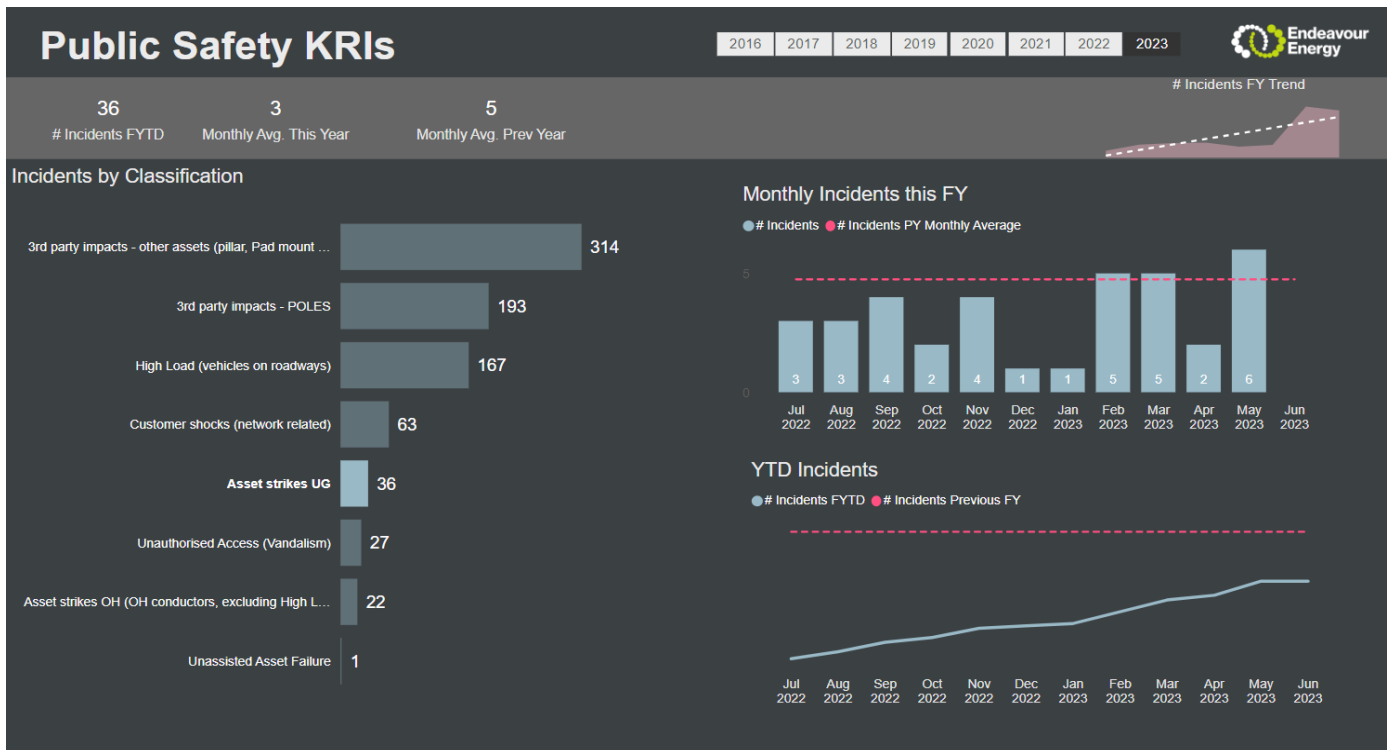 Public Safety KRIs
2016 2017 2018 2019 2020 2021 2022 2023
Endeavour
Energy
36
# Incidents FYTD
3
Monthly Avg. This Year
5
Monthly Avg. Prev Year
# Incidents FY Trend
Incidents by Classification
3rd party impacts - other assets (pillar, Pad mount ... 314
3rd party impacts - POLES 193
High Load (vehicles on roadways) 167
Customer shocks (network related) 63
Asset strikes UG 36
Unauthorised Access (Vandalism) 27
Asset strikes OH (OH conductors, excluding High L... 22
Unassisted Asset Failure 1
Monthly Incidents this FY
# Incidents # Incidents PY Monthly Average
5
0
3 3 4 2 4 1 1 5 5 2 6
Jul Aug Sep Oct Nov Dec Jan Feb Mar Apr May Jun
2022 2022 2022 2022 2022 2022 2023 2023 2023 2023 2023 2023
YTD Incidents
# Incidents FYTD # Incidents Previous FY
Jul Aug Sep Oct Nov Dec Jan Feb Mar Apr May Jun
2022 2022 2022 2022 2022 2022 2023 2023 2023 2023 2023 2023